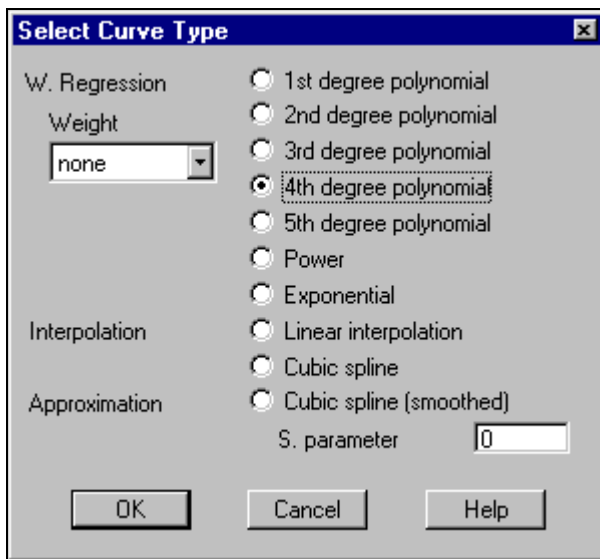 Select Curve Type
W. Regression
Weight
none
1st degree polynomial
2nd degree polynomial
3rd degree polynomial
4th degree polynomial
5th degree polynomial
Power
Exponential
Interpolation
Linear interpolation
Cubic spline
Approximation
Cubic spline (smoothed)
S. parameter 0
OK Cancel Help